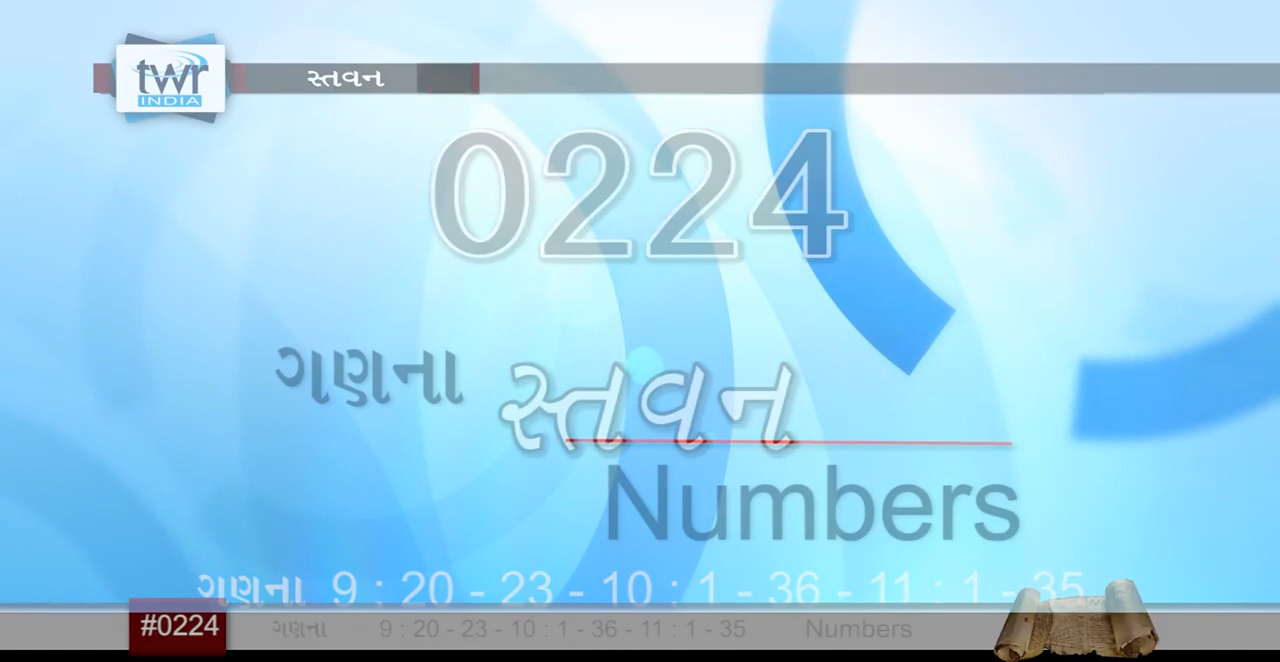 twr
INDIA
સ્તવન
0224
ગણના
સ્તવન
Numbers
ગણના 9 : 20 - 23 - 10 : 1 - 36 - 11 : 1 - 35
#0224 ગણના 9 : 20 - 23 - 10 : 1 - 36 - 11 : 1 - 35 Numbers